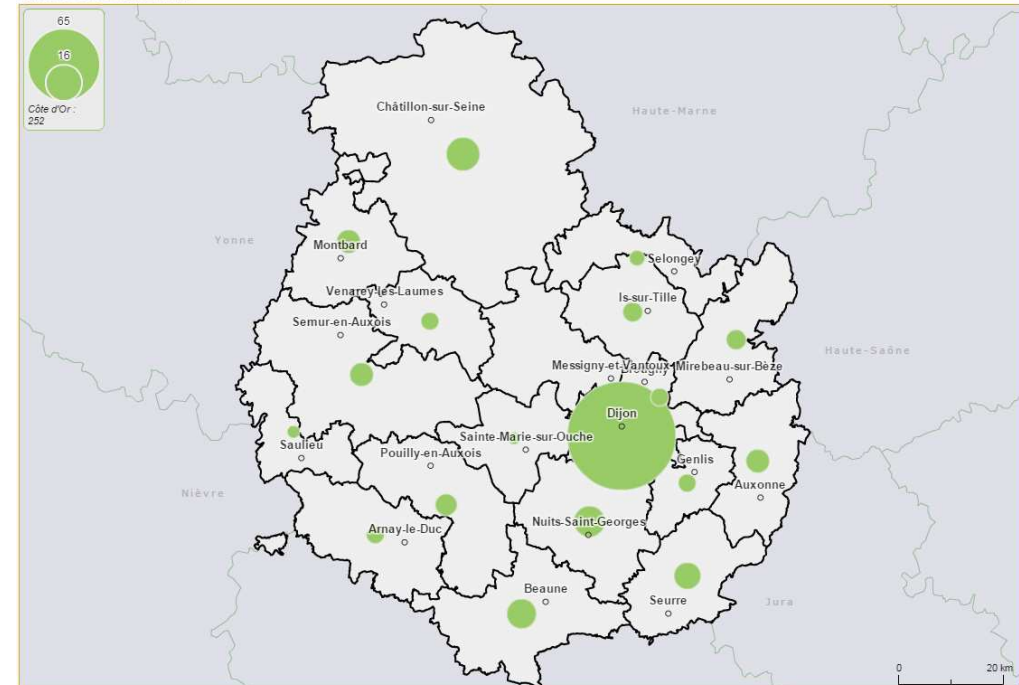 65
16
Côte d'Or :
252
Châtillon-sur-Seine
Haute-Marne
Yonne
Montbard
Selongey
Venarey-les-Laumes
Is-sur-Tille
Semur-en-Auxois
Haute-Saône
Messigny-et-Vantoux
Mirebeau-sur-Bèze
Dijon
Sainte-Marie-sur-Ouche
Saulieu
Pouilly-en-Auxois
Genlis
Auxonne
Nièvre
Nuits-Saint-Georges
Arnay-le-Duc
Beaune
Seurre
Jura
0 20 km